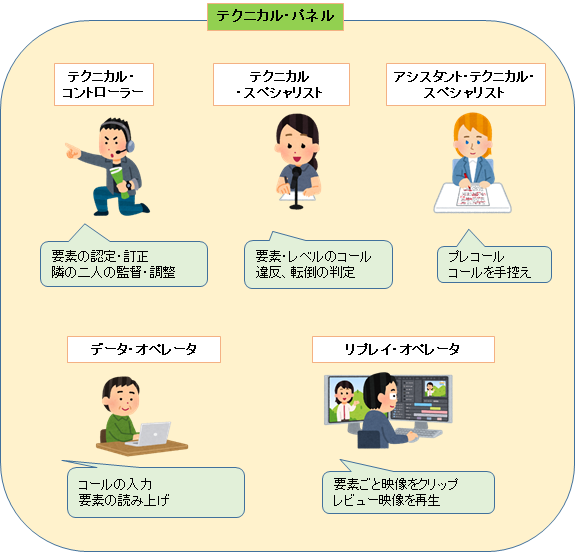 テクニカル・パネル
テクニカル・
コントローラー
テクニカル
・スペシャリスト
アシスタント・テクニカル・
スペシャリスト
要素の認定・訂正
隣の二人の監督・調整
要素・レベルのコール
違反、転倒の判定
プレコール
コールを手控え
データ・オペレータ
リプレイ・オペレータ
コールの入力
要素の読み上げ
要素ごと映像をクリップ
レビュー映像を再生